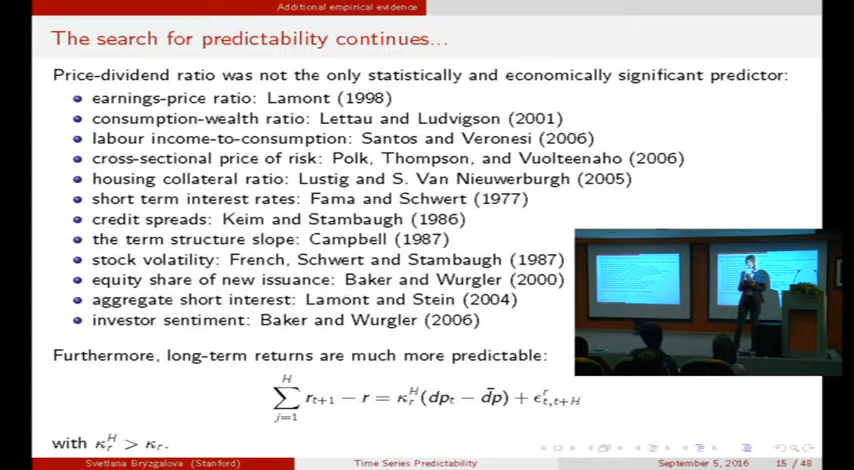 Additional empirical evidence
The search for predictability continues...
Price-dividend ratio was not the only statistically and economically significant predictor:
earnings-price ratio: Lamont (1998)
consumption-wealth ratio: Lettau and Ludvigson (2001)
labour income-to-consumption: Santos and Veronesi (2006)
cross-sectional price of risk: Polk, Thompson, and Vuolteenaho (2006)
housing collateral ratio: Lustig and S. Van Nieuwerburgh (2005)
short term interest rates: Fama and Schwert (1977)
credit spreads: Keim and Stambaugh (1986)
the term structure slope: Campbell (1987)
stock volatility: French, Schwert and Stambaugh (1987)
equity share of new issuance: Baker and Wurgler (2000)
aggregate short interest: Lamont and Stein (2004)
investor sentiment: Baker and Wurgler (2006)
Furthermore, long-term returns are much more predictable:
∑_{j=1}^{H} r_{t+1} − r = κ_r^H (dp_t − \bar{dp}) + ε^r_{t,t+H}
with κ_r^H > κ_r.
Svetlana Bryzgalova (Stanford) Time Series Predictability September 5, 2016 15 / 48